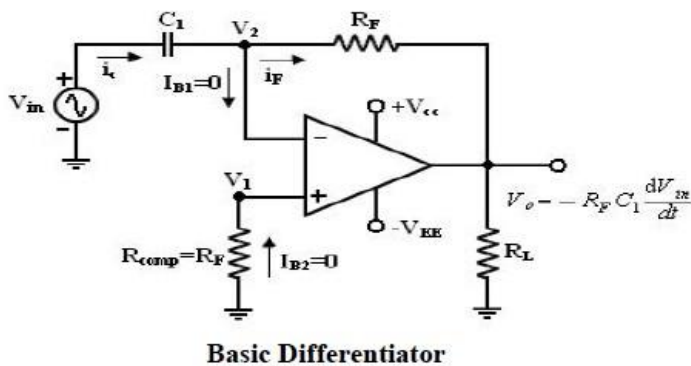 C1
V2
RF
ic
IB1=0
iF
+
Vin
-
+Vcc
−
V1
+
Vo = − RF C1 dVin/dt
-VEE
Rcomp=RF
IB2=0
RL
Basic Differentiator